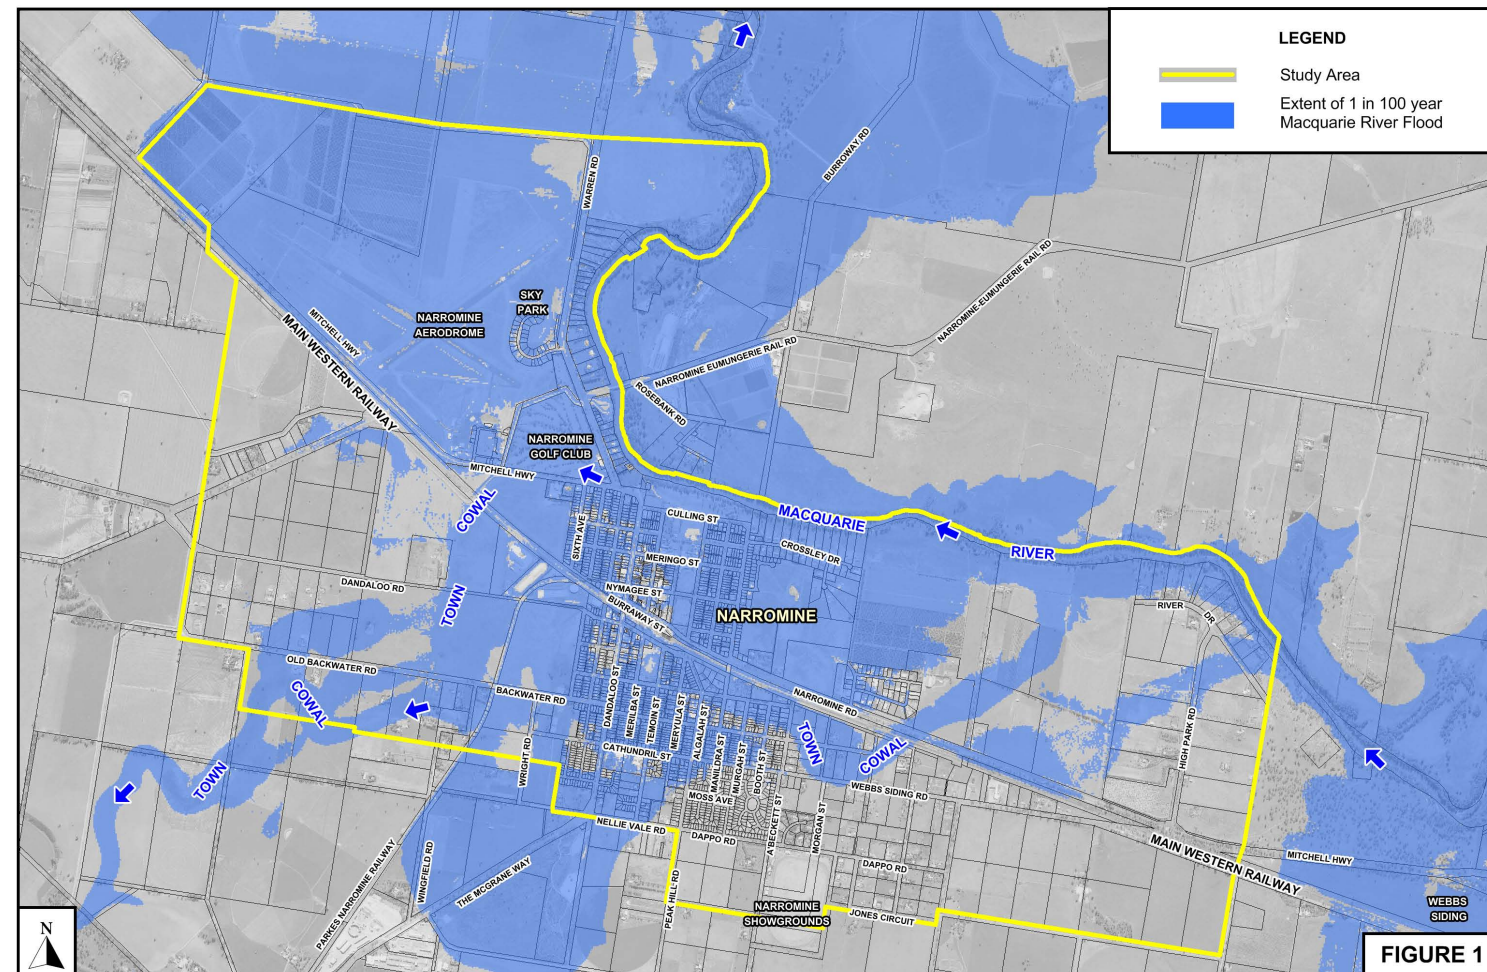 LEGEND
Study Area
Extent of 1 in 100 year
Macquarie River Flood
BURROWAY RD
WARREN RD
NARROMINE-EUMUNGERIE RAIL RD
SKY
PARK
NARROMINE
AERODROME
MITCHELL HWY
MAIN WESTERN RAILWAY
NARROMINE EUMUNGERIE RAIL RD
ROSEBANK RD
NARROMINE
GOLF CLUB
MITCHELL HWY
COWAL
CULLING ST
MACQUARIE
RIVER
SIXTH AVE
CROSSLEY DR
MERINGO ST
DANDALOO RD
NYMAGEE ST
BURRAWAY ST
TOWN
NARROMINE
RIVER
DR
OLD BACKWATER RD
BACKWATER RD
COWAL
NARROMINE RD
DANDALOO ST
MERILBA ST
TEMOIN ST
MERYULA ST
ALGALAH ST
MANILDRA ST
MURGAH ST
BOOTH ST
TOWN
COWAL
HIGH PARK RD
CATHUNDRIL ST
WRIGHT RD
TOWN
WEBBS SIDING RD
MOSS AVE
A'BECKETT ST
MORGAN ST
NELLIE VALE RD
DAPPO RD
DAPPO RD
MAIN WESTERN RAILWAY
MITCHELL HWY
PARKES NARROMINE RAILWAY
WINGFIELD RD
THE MCGRANE WAY
PEAK HILL RD
NARROMINE
SHOWGROUNDS
JONES CIRCUIT
WEBBS
SIDING
N
FIGURE 1